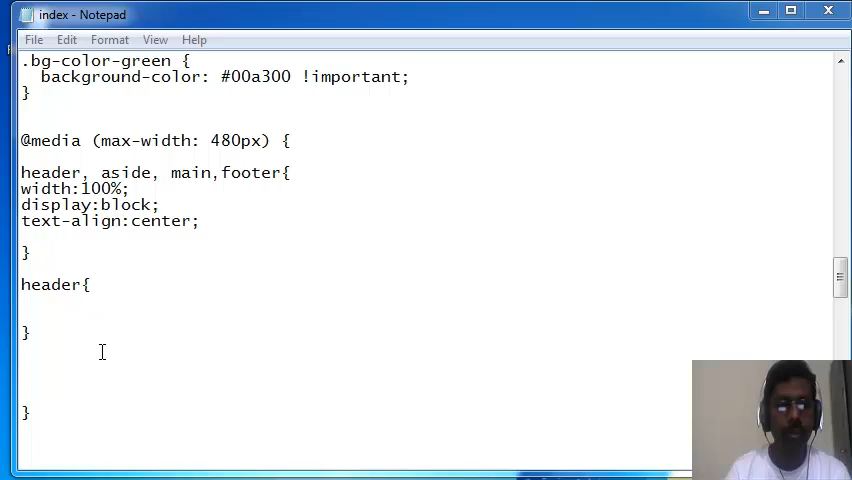 index - Notepad
File Edit Format View Help
.bg-color-green {
background-color: #00a300 !important;
}
@media (max-width: 480px) {
header, aside, main,footer{
width:100%;
display:block;
text-align:center;
}
header{
}
}